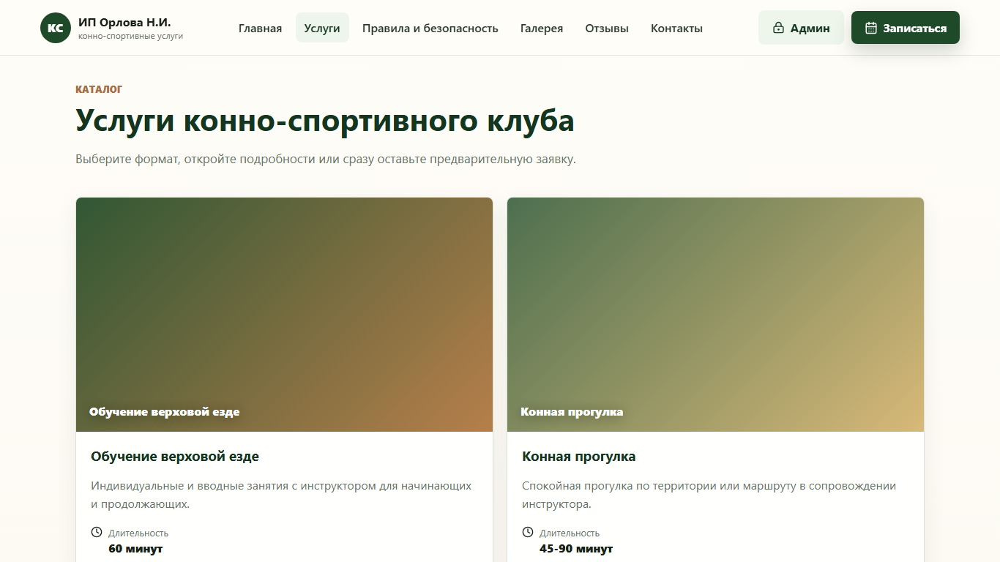 КС
ИП Орлова Н.И.
конно-спортивные услуги
Главная
Услуги
Правила и безопасность
Галерея
Отзывы
Контакты
Админ
Записаться
КАТАЛОГ
Услуги конно-спортивного клуба
Выберите формат, откройте подробности или сразу оставьте предварительную заявку.
Обучение верховой езде
Обучение верховой езде
Индивидуальные и вводные занятия с инструктором для начинающих
и продолжающих.
Длительность
60 минут
Конная прогулка
Конная прогулка
Спокойная прогулка по территории или маршруту в сопровождении
инструктора.
Длительность
45-90 минут